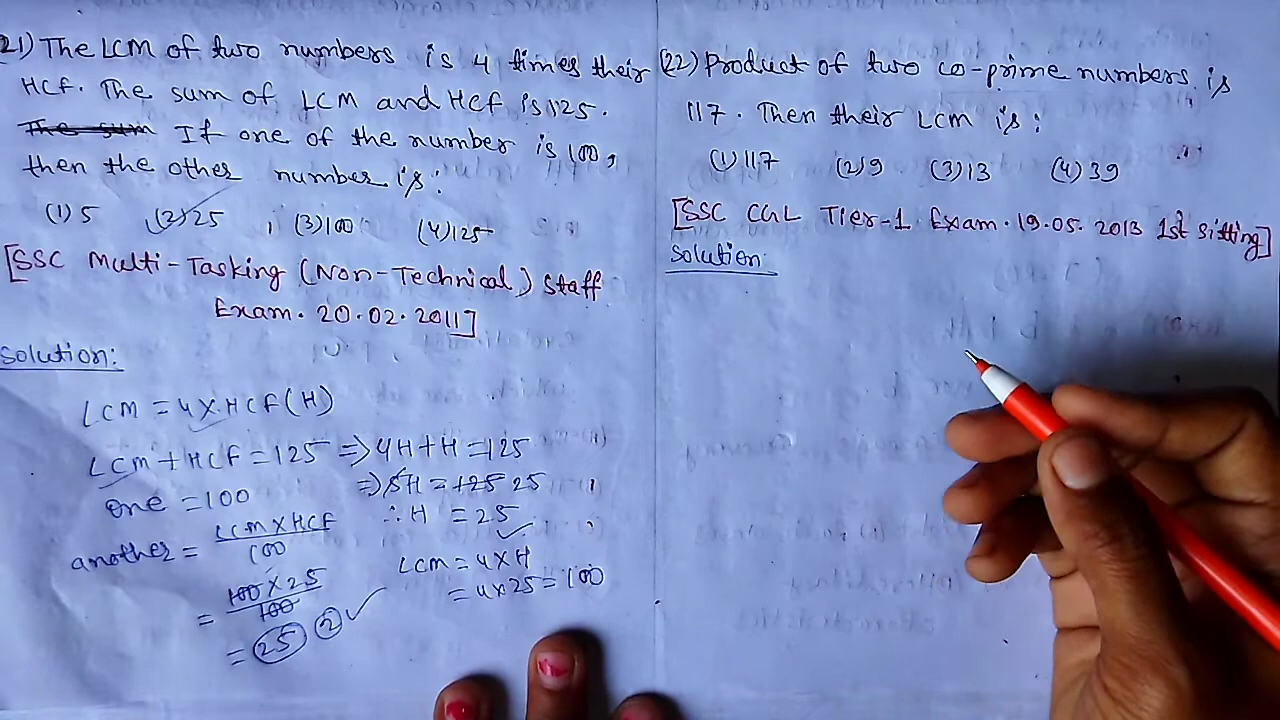 21) The LCM of two numbers is 4 times their
HCF. The sum of LCM and HCF is 125.
The sum If one of the number is 100,
then the other number is:
(1) 5 (2) 25 (3) 100 (4) 125
[SSC Multi-Tasking (Non-Technical) Staff
Exam. 20.02.2011]
Solution:
LCM = 4 X HCF (H)
LCM + HCF = 125 => 4H + H = 125
one = 100 => 5H = 125 25
∴ H = 25
another = LCM X HCF / 100
LCM = 4 X H
= 100 X 25 / 100
= 4 X 25 = 100
= 25 2 ✓
(22) Product of two co-prime numbers is
117. Then their LCM is:
(1) 117 (2) 9 (3) 13 (4) 39
[SSC CGL Tier-1 Exam. 19.05. 2013 1st Sitting]
Solution: